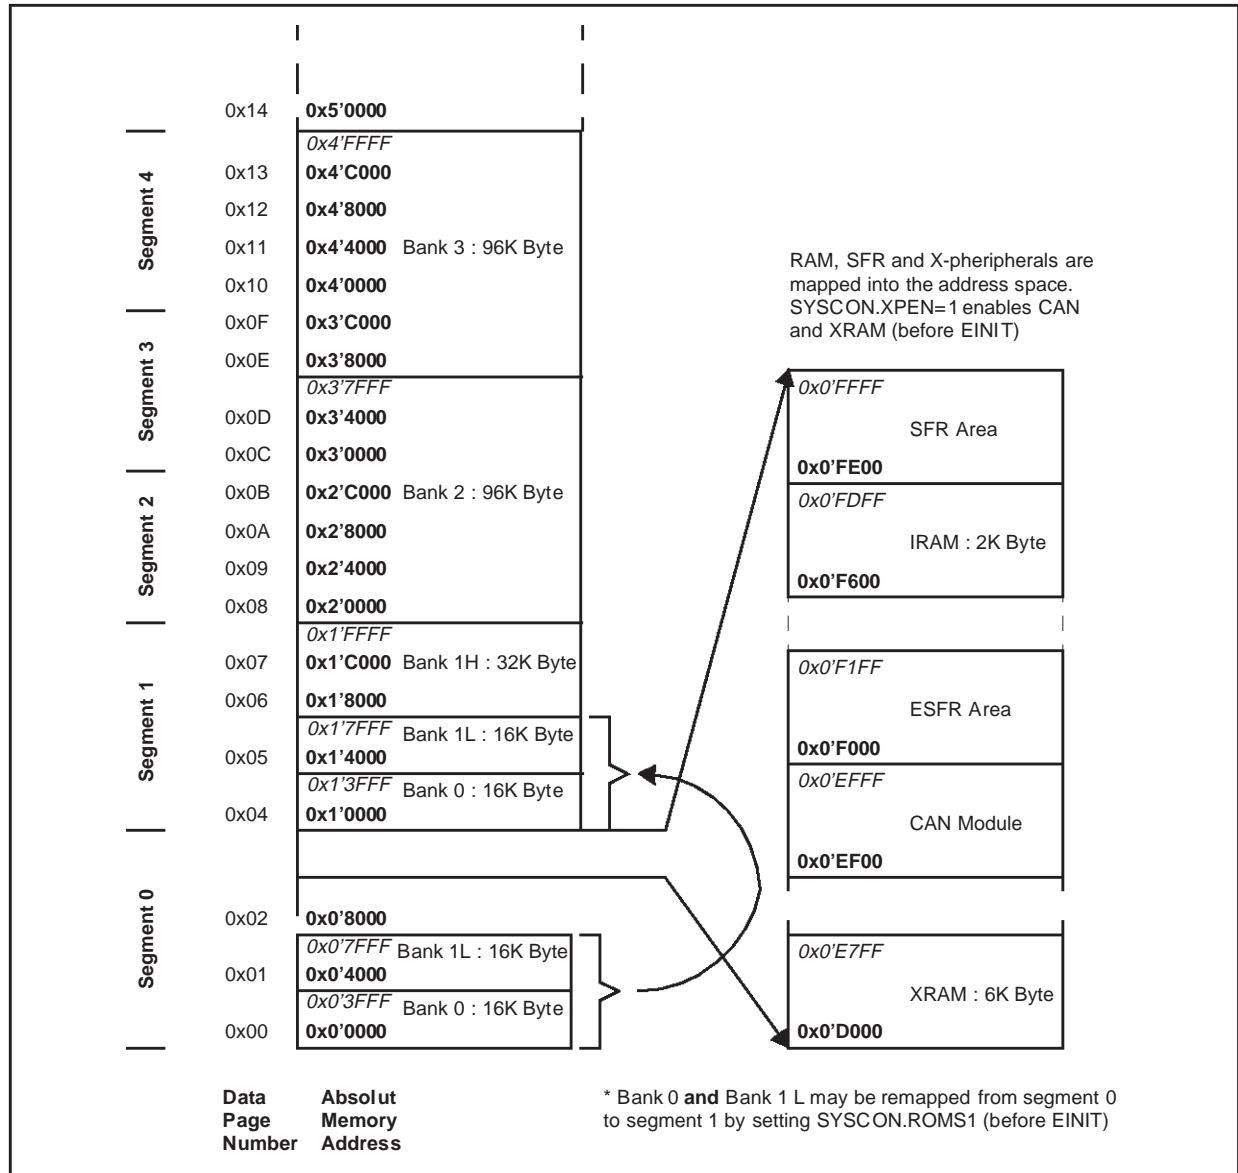 0x14 0x5'0000
0x4'FFFF
0x13 0x4'C000
0x12 0x4'8000
0x11 0x4'4000 Bank 3 : 96K Byte
0x10 0x4'0000
Segment 4
0x0F 0x3'C000
0x0E 0x3'8000
0x3'7FFF
0x0D 0x3'4000
0x0C 0x3'0000
Segment 3
0x0B 0x2'C000 Bank 2 : 96K Byte
0x0A 0x2'8000
0x09 0x2'4000
0x08 0x2'0000
Segment 2
0x1'FFFF
0x07 0x1'C000 Bank 1H : 32K Byte
0x06 0x1'8000
0x1'7FFF Bank 1L : 16K Byte
0x05 0x1'4000
0x1'3FFF Bank 0 : 16K Byte
0x04 0x1'0000
Segment 1
0x02 0x0'8000
0x0'7FFF Bank 1L : 16K Byte
0x01 0x0'4000
0x0'3FFF Bank 0 : 16K Byte
0x00 0x0'0000
Segment 0
RAM, SFR and X-pheripherals are
mapped into the address space.
SYSCON.XPEN=1 enables CAN
and XRAM (before EINIT)
0x0'FFFF
SFR Area
0x0'FE00
0x0'FDFF
IRAM : 2K Byte
0x0'F600
0x0'F1FF
ESFR Area
0x0'F000
0x0'EFFF
CAN Module
0x0'EF00
0x0'E7FF
XRAM : 6K Byte
0x0'D000
Data
Page
Number
Absolut
Memory
Address
* Bank 0 and Bank 1 L may be remapped from segment 0
to segment 1 by setting SYSCON.ROMS1 (before EINIT)